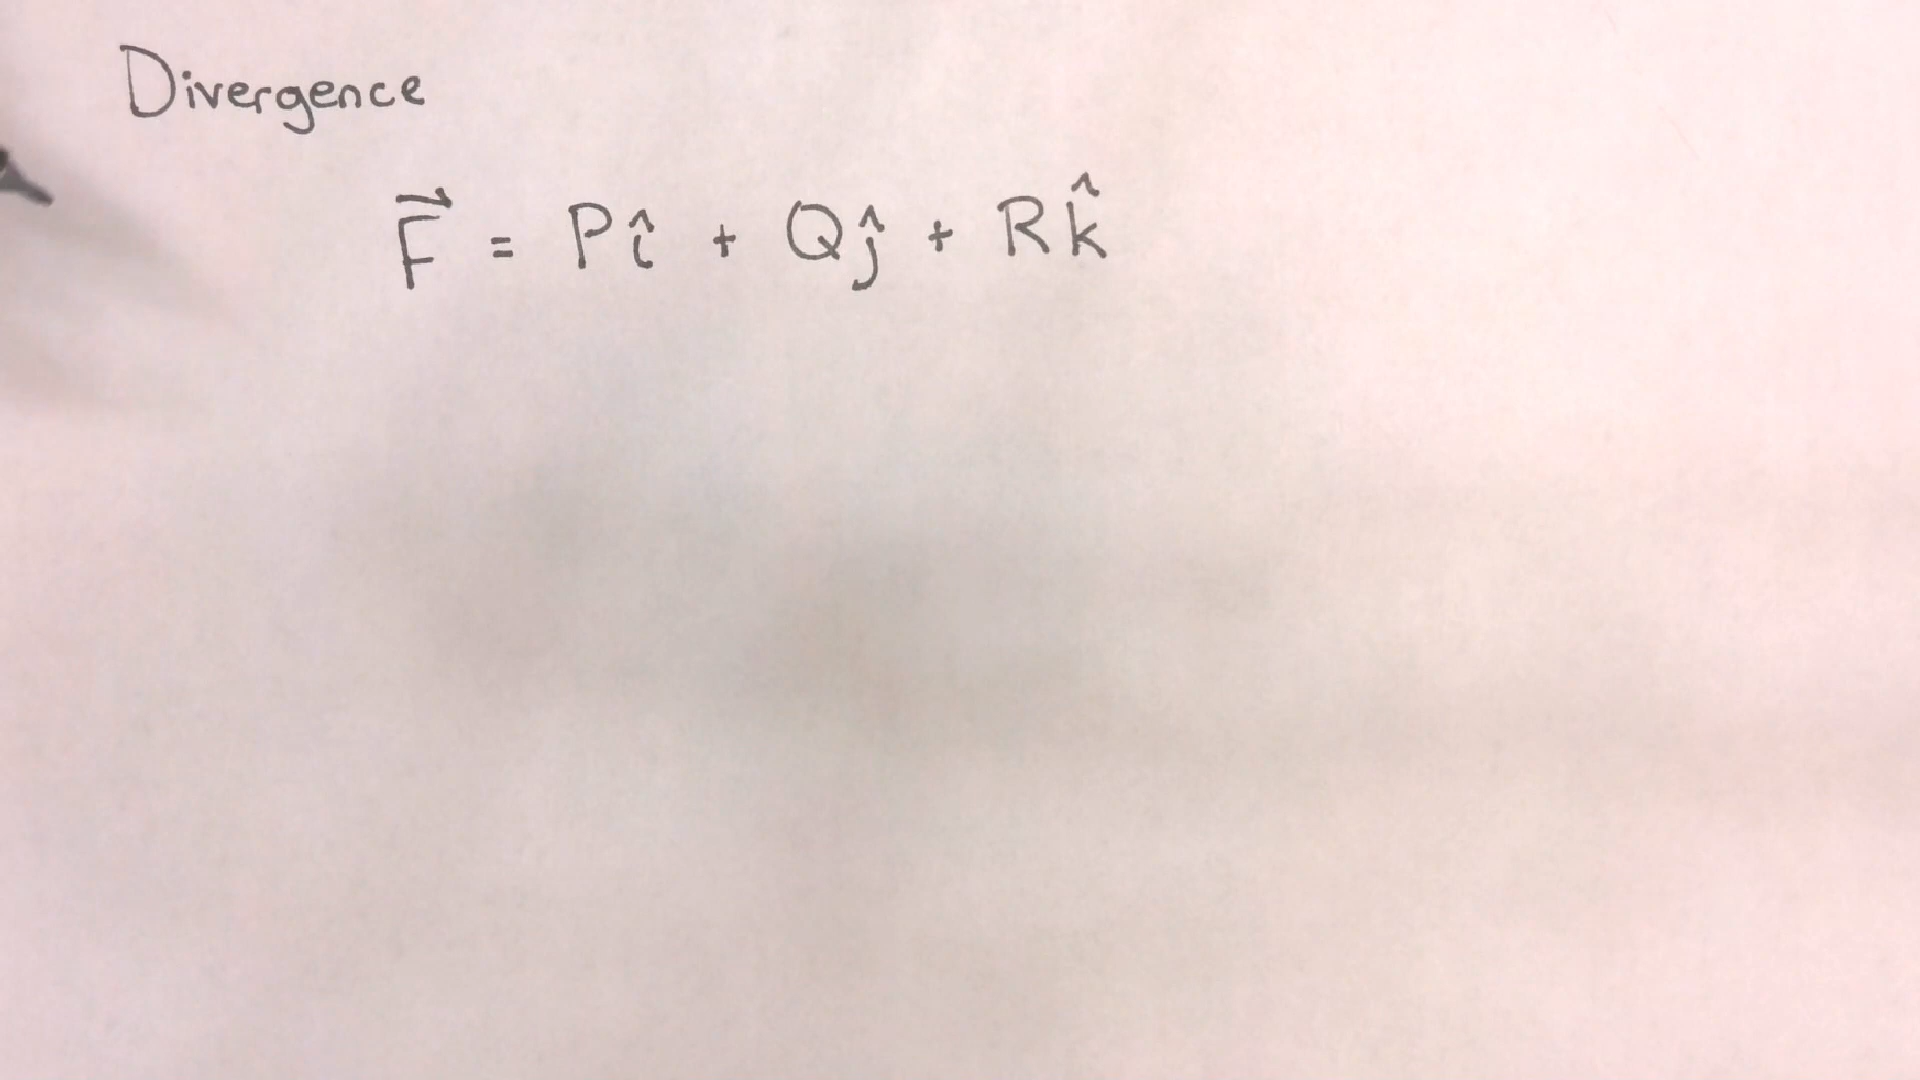 Divergence
F⃗ = Pî + Qĵ + Rk̂